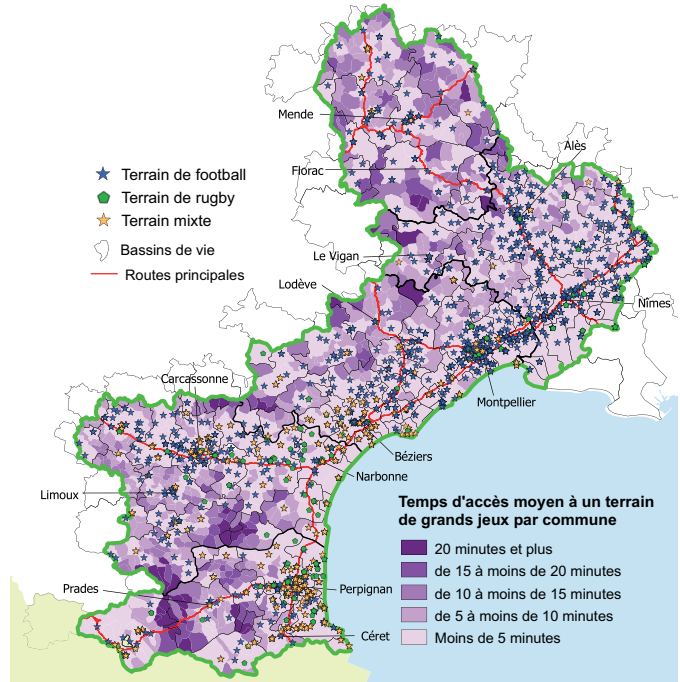 Mende
Alès
Terrain de football
Florac
Terrain de rugby
Terrain mixte
Bassins de vie
Le Vigan
Routes principales
Lodève
Nîmes
Carcassonne
Montpellier
Béziers
Narbonne
Limoux
Temps d'accès moyen à un terrain
de grands jeux par commune
20 minutes et plus
de 15 à moins de 20 minutes
Prades
Perpignan
de 10 à moins de 15 minutes
de 5 à moins de 10 minutes
Céret
Moins de 5 minutes